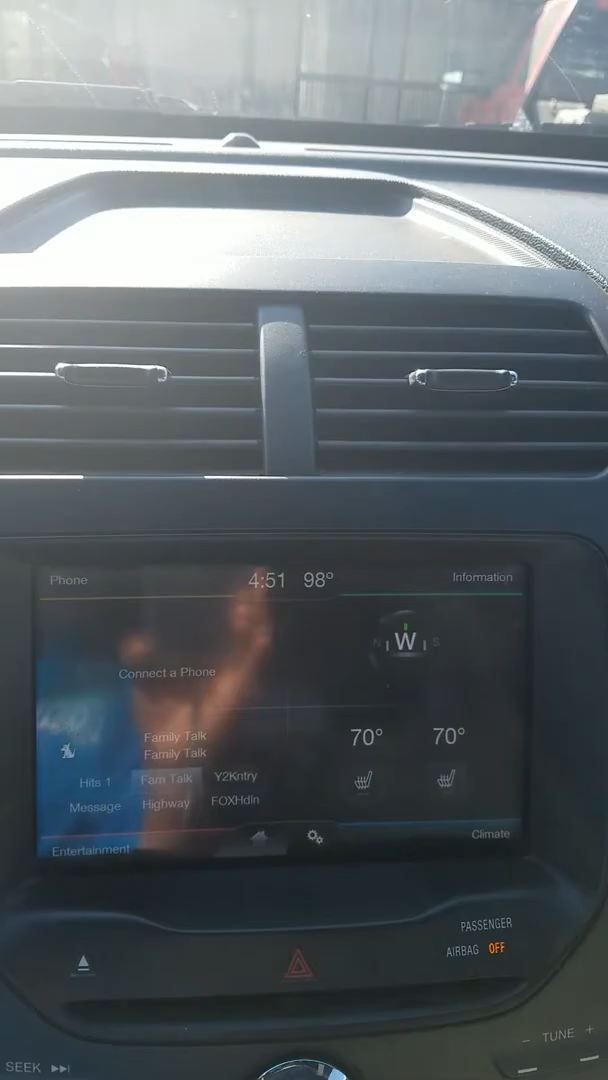 Phone 4:51 98° Information
N W S
Connect a Phone
Family Talk
Family Talk
70° 70°
Hits 1 Fam Talk Y2Kntry
Message Highway FOXHdln
Entertainment Climate
PASSENGER
AIRBAG OFF
- TUNE +
SEEK